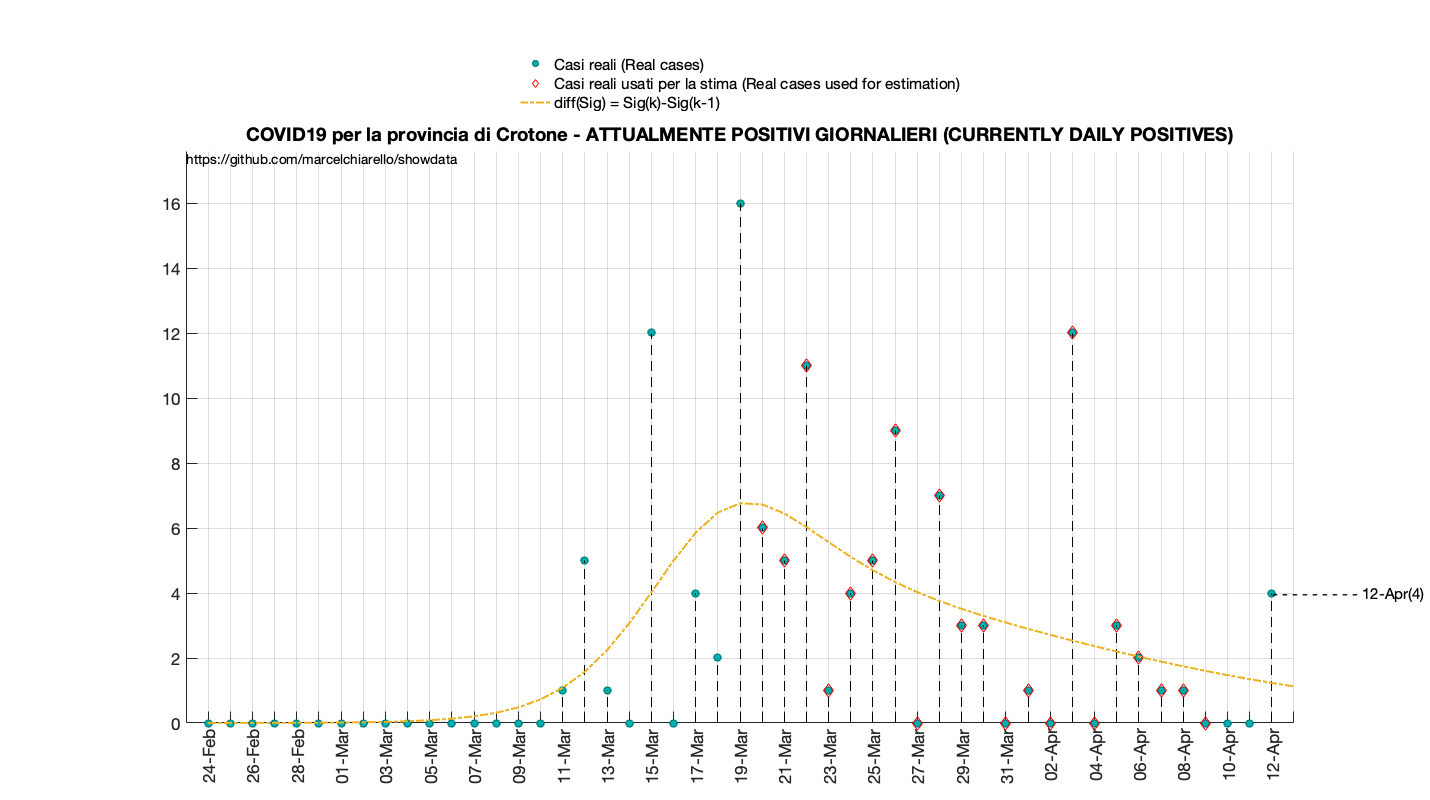 Casi reali (Real cases)
Casi reali usati per la stima (Real cases used for estimation)
diff(Sig) = Sig(k)-Sig(k-1)
COVID19 per la provincia di Crotone - ATTUALMENTE POSITIVI GIORNALIERI (CURRENTLY DAILY POSITIVES)
https://github.com/marcelchiarello/showdata
16
14
12
10
8
6
4
2
0
12-Apr(4)
24-Feb
26-Feb
28-Feb
01-Mar
03-Mar
05-Mar
07-Mar
09-Mar
11-Mar
13-Mar
15-Mar
17-Mar
19-Mar
21-Mar
23-Mar
25-Mar
27-Mar
29-Mar
31-Mar
02-Apr
04-Apr
06-Apr
08-Apr
10-Apr
12-Apr